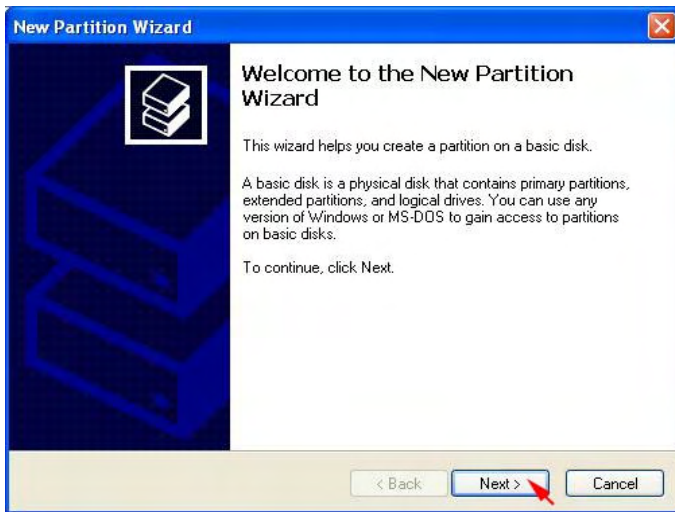 New Partition Wizard
Welcome to the New Partition
Wizard
This wizard helps you create a partition on a basic disk.
A basic disk is a physical disk that contains primary partitions,
extended partitions, and logical drives. You can use any
version of Windows or MS-DOS to gain access to partitions
on basic disks.
To continue, click Next.
< Back Next > Cancel